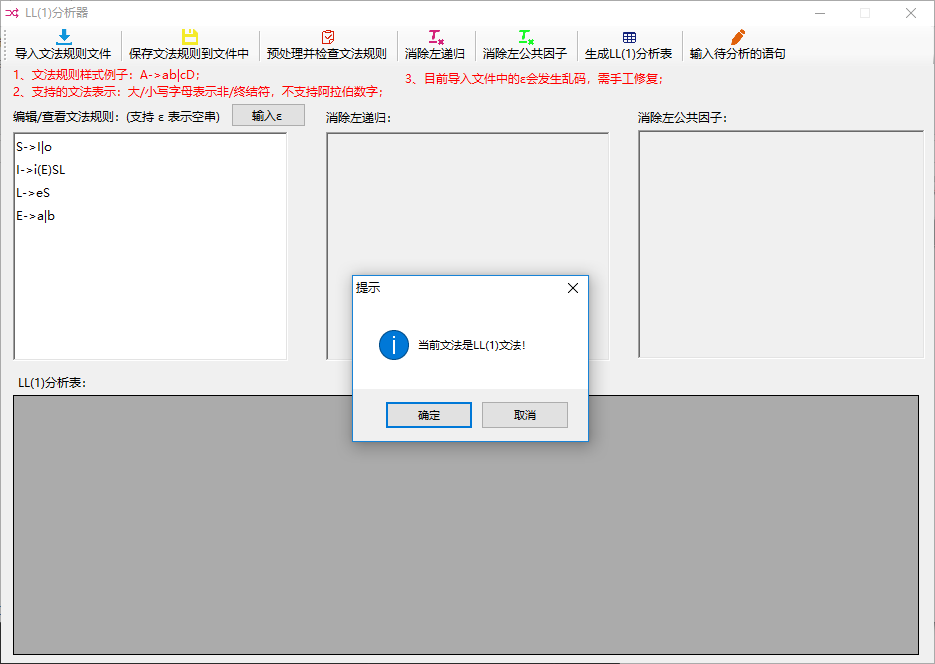 LL(1)分析器
导入文法规则文件 保存文法规则到文件中 预处理并检查文法规则 消除左递归 消除左公共因子 生成LL(1)分析表 输入待分析的语句
1、文法规则样式例子：A->ab|cD;
3、目前导入文件中的ε会发生乱码，需手工修复；
2、支持的文法表示：大/小写字母表示非/终结符，不支持阿拉伯数字；
编辑/查看文法规则：(支持 ε 表示空串) 输入ε 消除左递归： 消除左公共因子：
S->I|o
I->i(E)SL
L->eS
E->a|b
提示
当前文法是LL(1)文法!
确定 取消
LL(1)分析表：